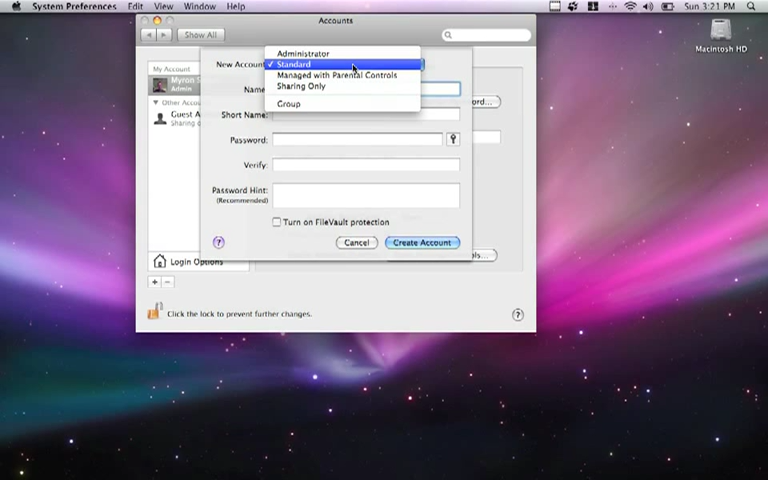 System Preferences Edit View Window Help Sun 3:21 PM
Accounts
Show All
Macintosh HD
My Account
Myron
Admin
Other
Guest
Sharing
Login Options
New Account
Administrator
✓ Standard
Managed with Parental Controls
Sharing Only
Group
Name
Short Name:
Password:
Verify:
Password Hint:
(Recommended)
Turn on FileVault protection
?
Cancel
Create Account
+ −
Click the lock to prevent further changes.
?